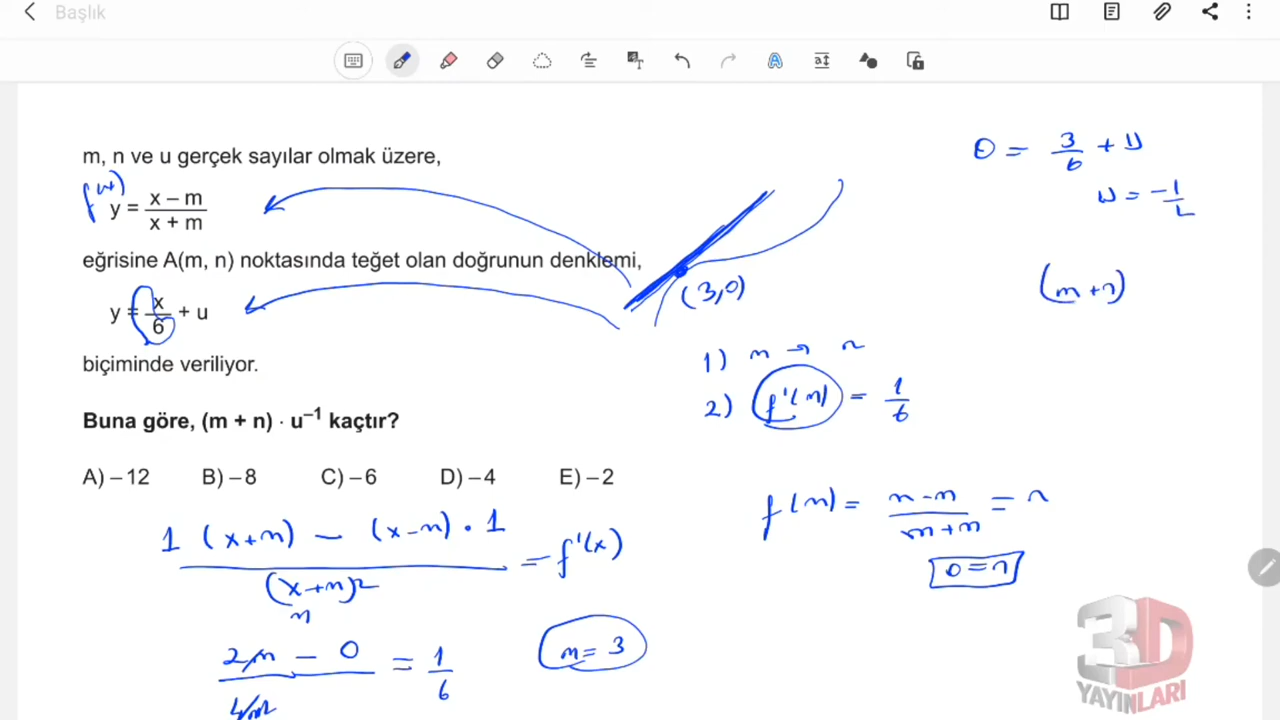 Başlık
m, n ve u gerçek sayılar olmak üzere,
f(x)
y = x – m / x + m
eğrisine A(m, n) noktasında teğet olan doğrunun denklemi,
y = x / 6 + u
biçiminde veriliyor.
Buna göre, (m + n) · u⁻¹ kaçtır?
A) – 12 B) – 8 C) – 6 D) – 4 E) – 2
1 (x+m) – (x–m) · 1 / (x+m)² = f'(x)
m
2m – 0 / 4m² = 1 / 6
m = 3
(3,0)
0 = 3 / 6 + u
u = –1 / 2
(m+n)
1) m → n
2) f'(m) = 1 / 6
f(m) = m – m / m + m = n
0 = n
3D
YAYINLARI